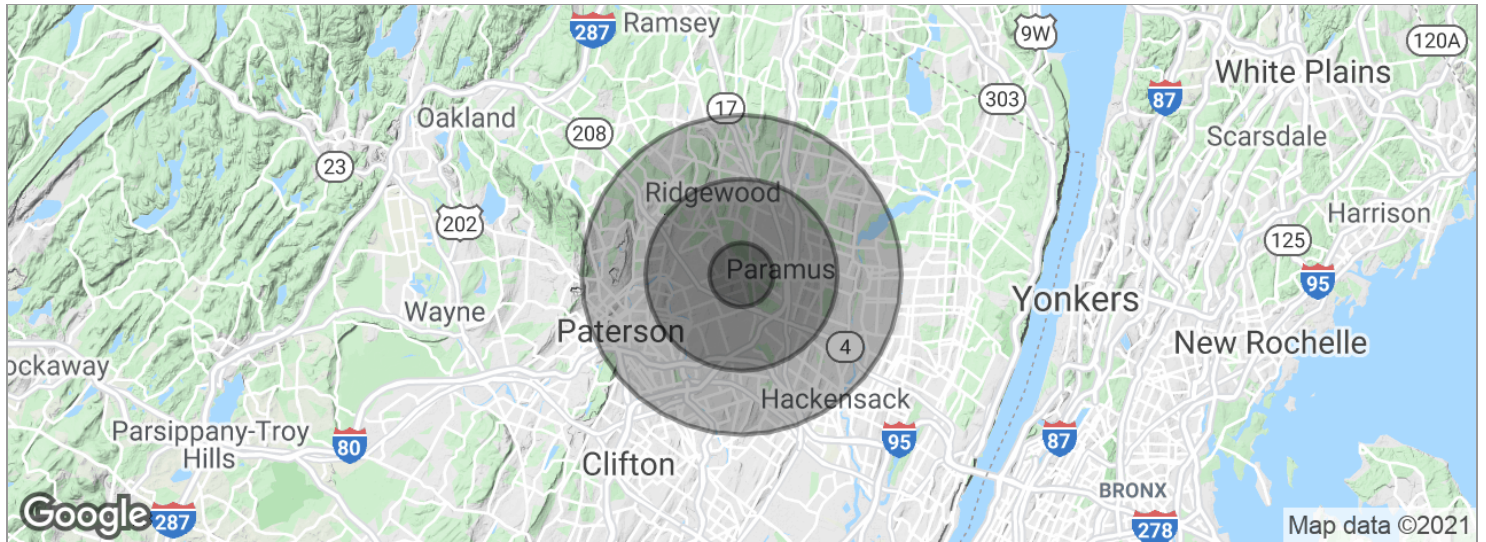 Ramsey
287
9W
120A
White Plains
87
303
17
Oakland
208
Scarsdale
23
Ridgewood
202
Harrison
125
Paramus
95
Yonkers
Wayne
Paterson
4
New Rochelle
ockaway
Hackensack
Parsippany-Troy
Hills
80
95
87
Clifton
BRONX
Google
287
278
Map data ©2021